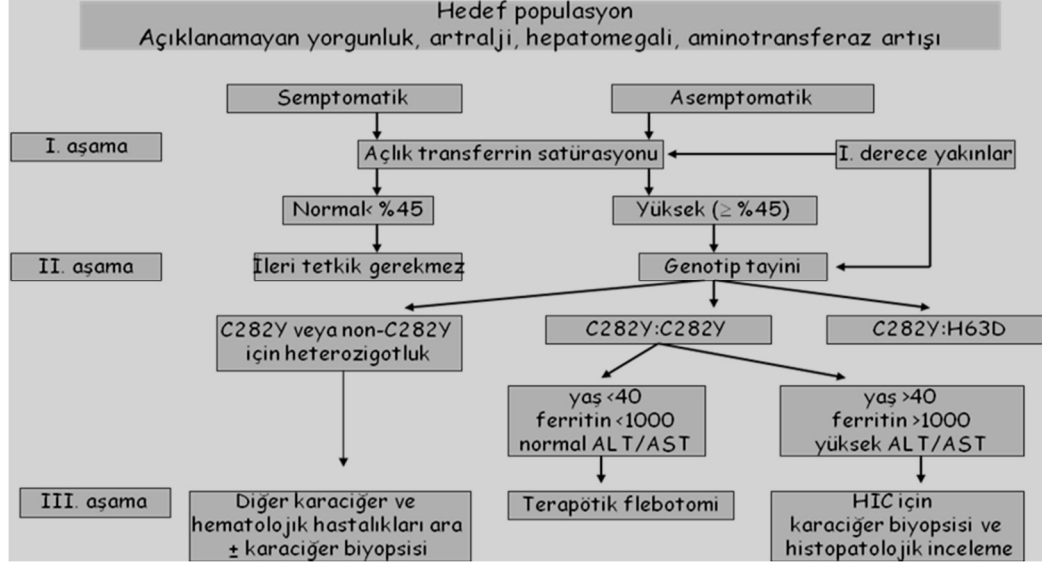 Hedef populasyon
Açıklanamayan yorgunluk, artralji, hepatomegali, aminotransferaz artışı
Semptomatik
Asemptomatik
I. aşama
Açlık transferrin satürasyonu
I. derece yakınlar
Normal< %45
Yüksek (≥ %45)
II. aşama
İleri tetkik gerekmez
Genotip tayini
C282Y veya non-C282Y
için heterozigotluk
C282Y:C282Y
C282Y:H63D
yaş <40
ferritin <1000
normal ALT/AST
yaş >40
ferritin >1000
yüksek ALT/AST
III. aşama
Diğer karaciğer ve
hematolojık hastalıkları ara
± karaciğer biyopsisi
Terapötik flebotomi
HIC için
karaciğer biyopsisi ve
histopatolojik inceleme